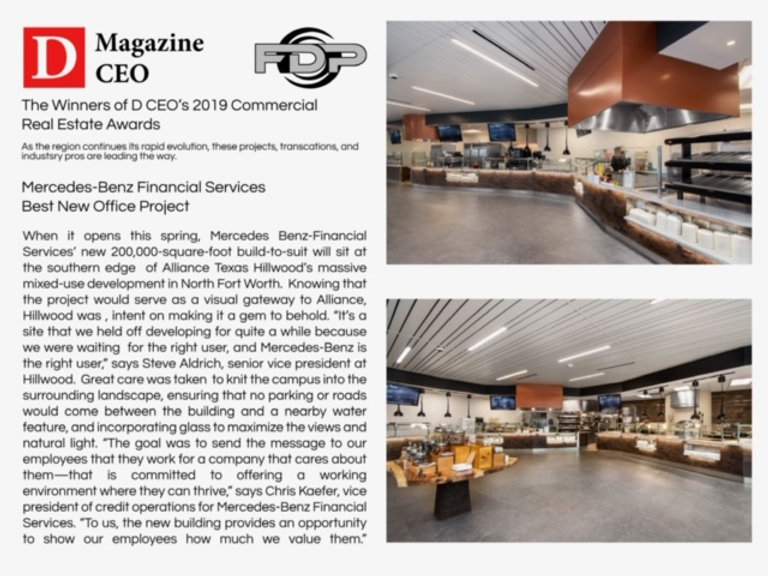 D
Magazine
CEO
FDP
The Winners of D CEO's 2019 Commercial
Real Estate Awards
As the region continues its rapid evolution, these projects, transcations, and
industsry pros are leading the way.
Mercedes-Benz Financial Services
Best New Office Project
When it opens this spring, Mercedes Benz-Financial
Services' new 200,000-square-foot build-to-suit will sit at
the southern edge of Alliance Texas Hillwood's massive
mixed-use development in North Fort Worth. Knowing that
the project would serve as a visual gateway to Alliance,
Hillwood was , intent on making it a gem to behold. "It's a
site that we held off developing for quite a while because
we were waiting for the right user, and Mercedes-Benz is
the right user," says Steve Aldrich, senior vice president at
Hillwood. Great care was taken to knit the campus into the
surrounding landscape, ensuring that no parking or roads
would come between the building and a nearby water
feature, and incorporating glass to maximize the views and
natural light. "The goal was to send the message to our
employees that they work for a company that cares about
them—that is committed to offering a working
environment where they can thrive," says Chris Kaefer, vice
president of credit operations for Mercedes-Benz Financial
Services. "To us, the new building provides an opportunity
to show our employees how much we value them."